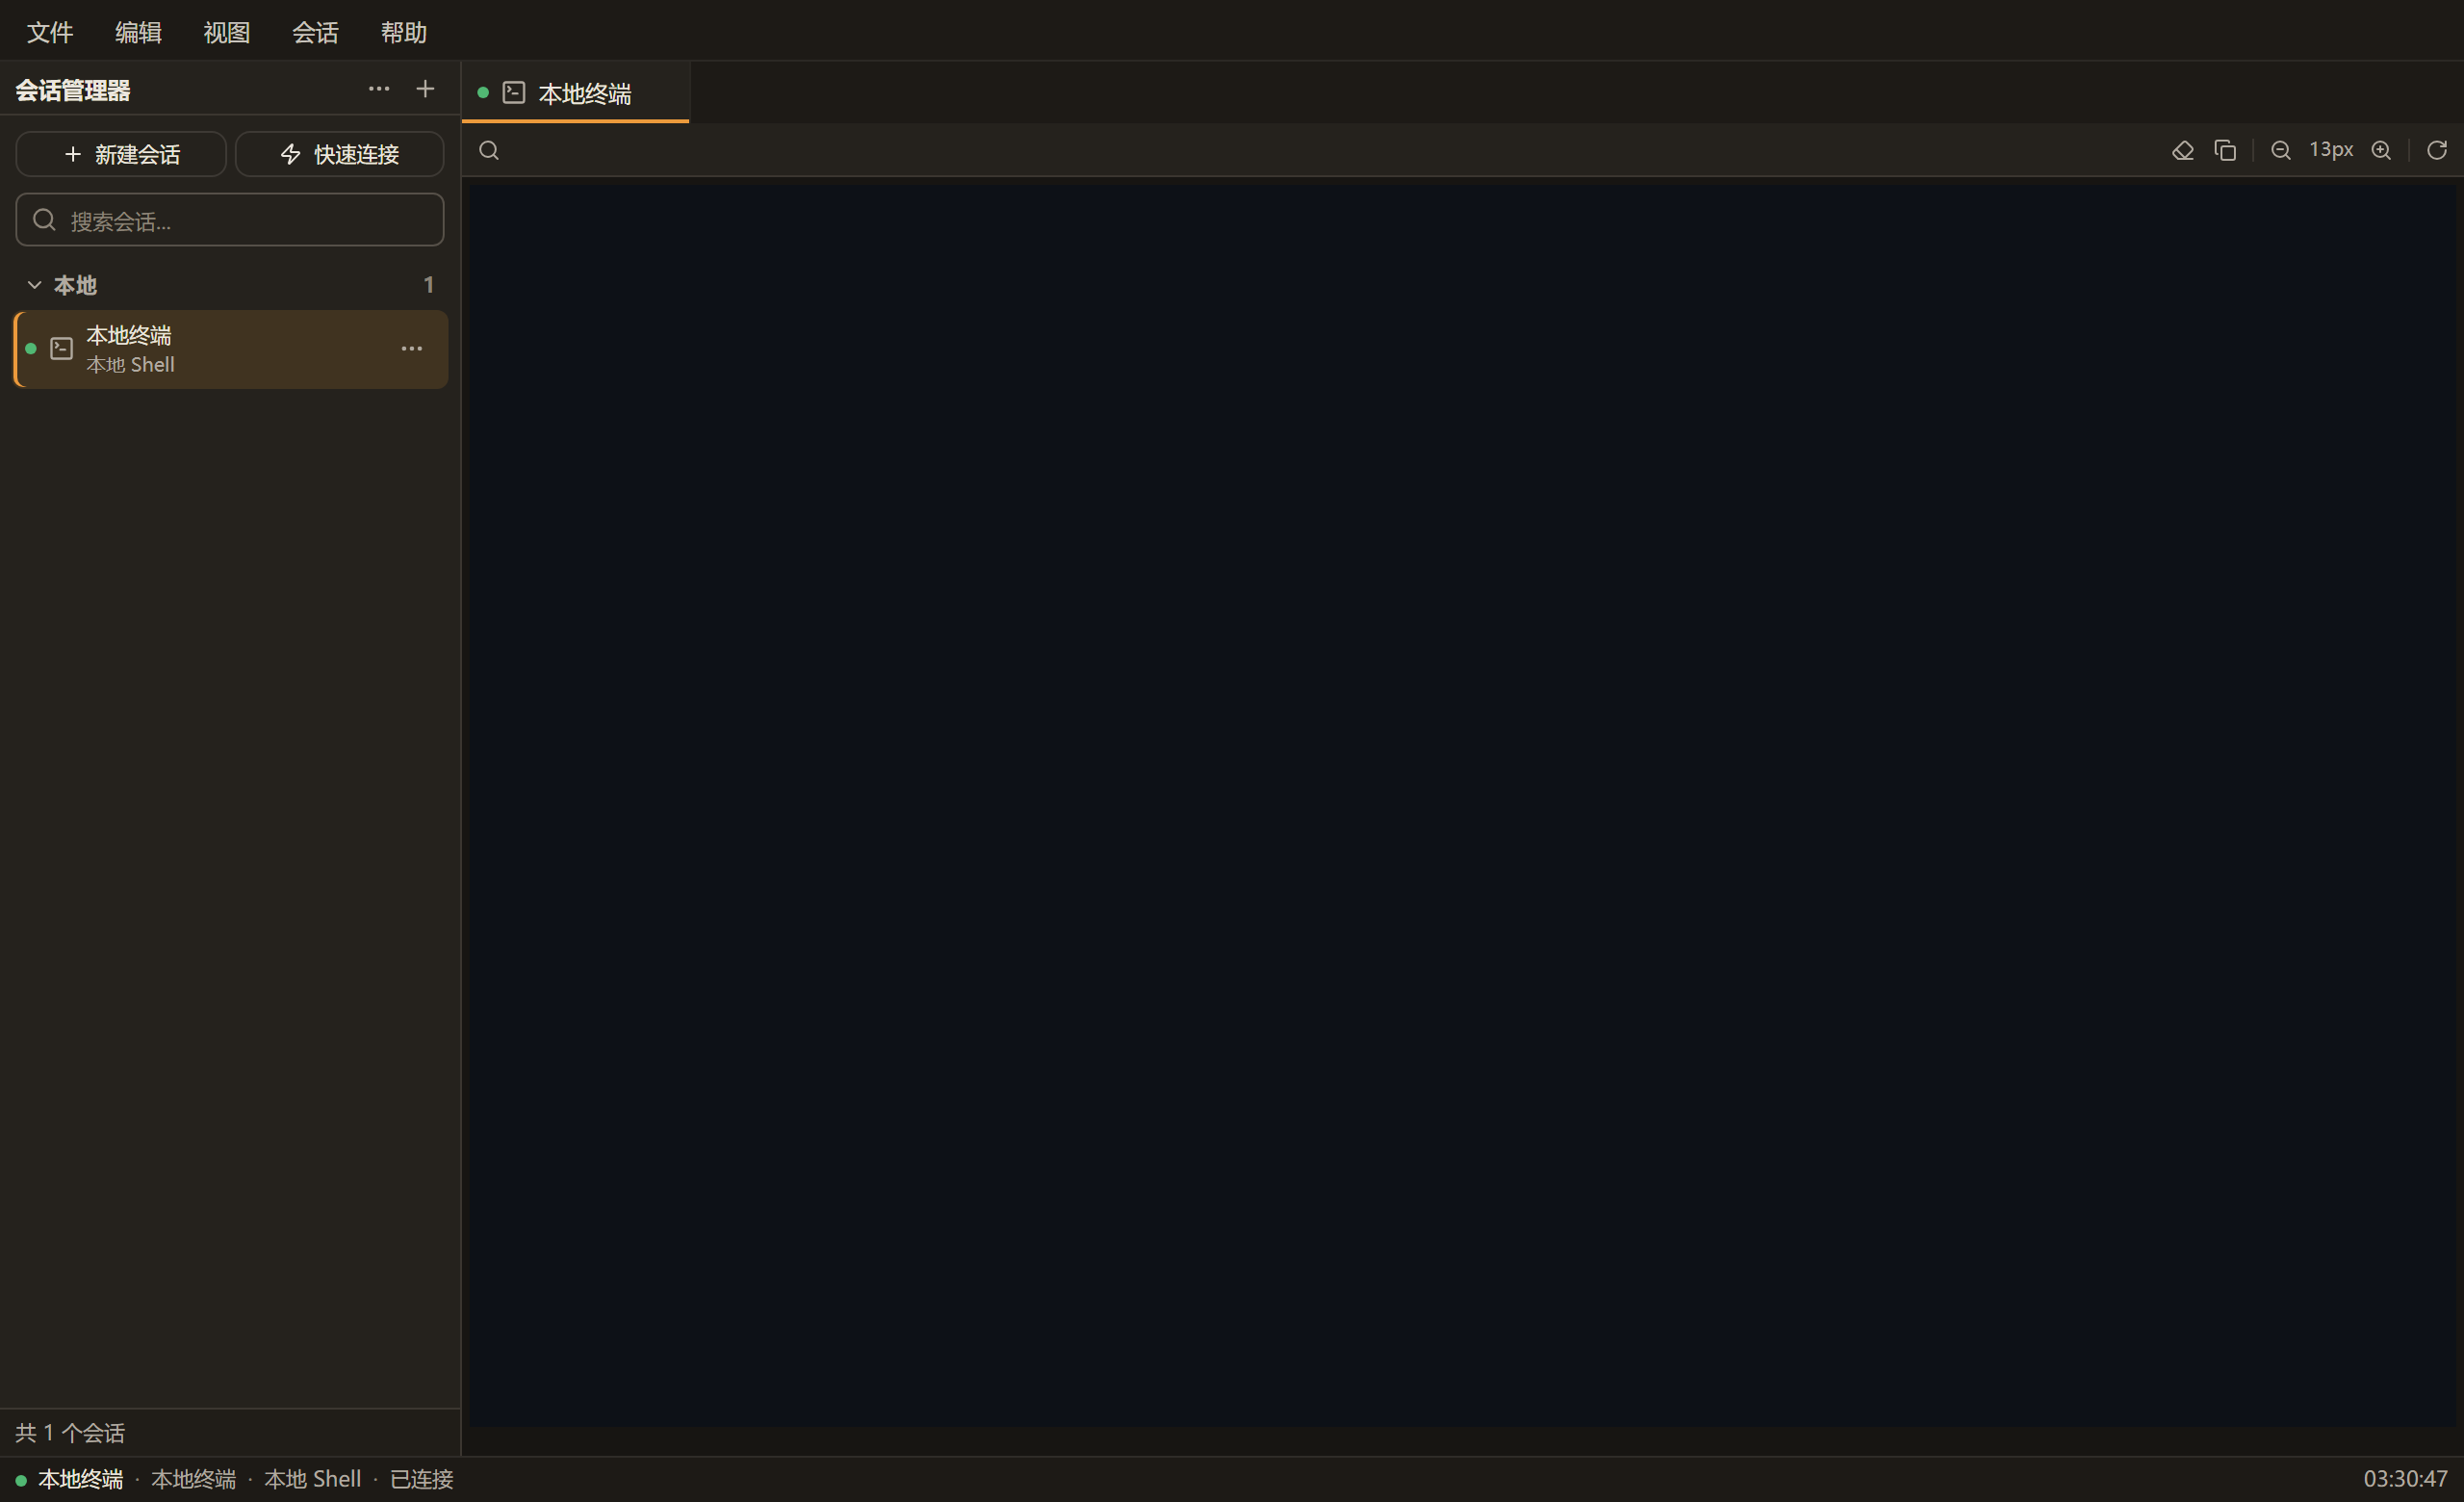 文件 编辑 视图 会话 帮助
会话管理器
本地终端
新建会话 快速连接
13px
搜索会话...
本地 1
本地终端
本地 Shell
共 1 个会话
本地终端 · 本地终端 · 本地 Shell · 已连接 03:30:47